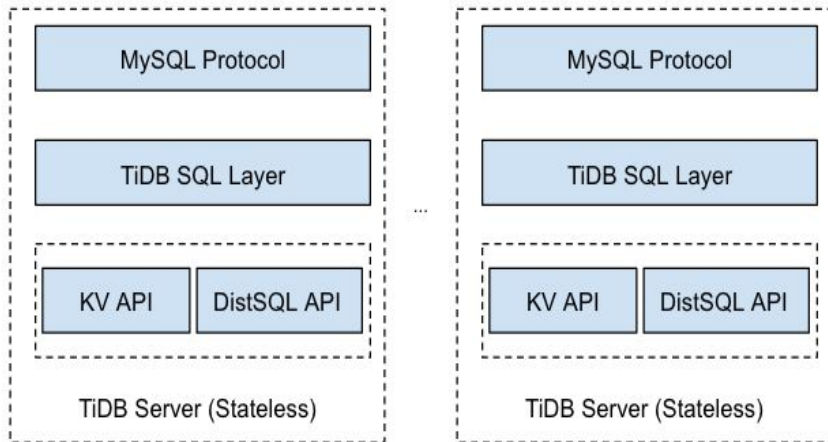 MySQL Protocol
TiDB SQL Layer
KV API
DistSQL API
TiDB Server (Stateless)
...
MySQL Protocol
TiDB SQL Layer
KV API
DistSQL API
TiDB Server (Stateless)